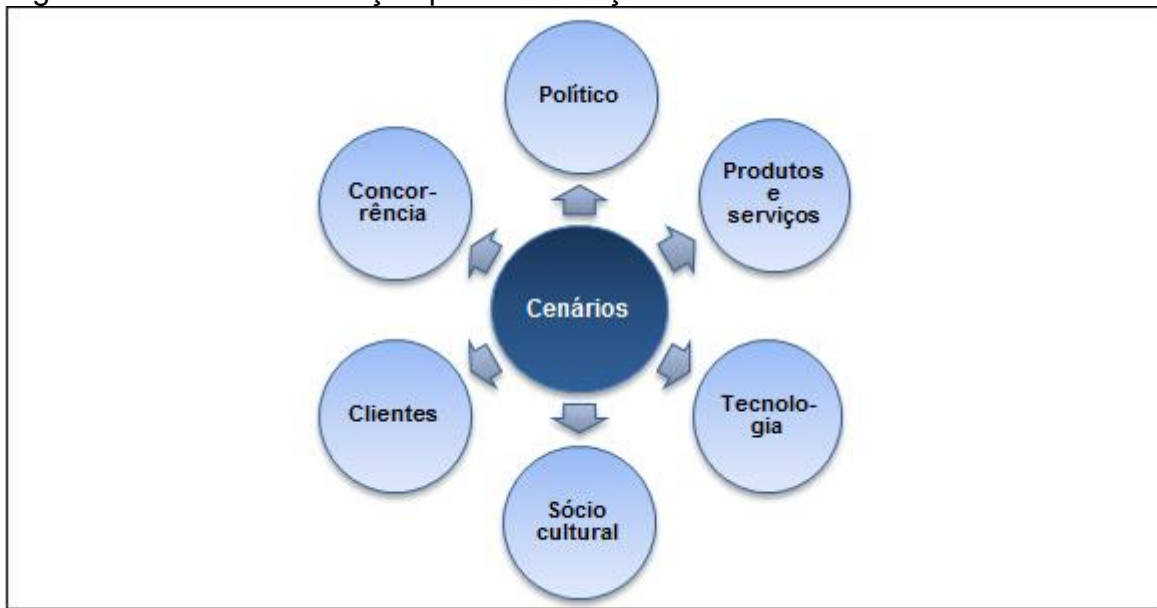 Político
Produtos
e
serviços
Concor-
rência
Cenários
Clientes
Tecnolo-
gia
Sócio
cultural